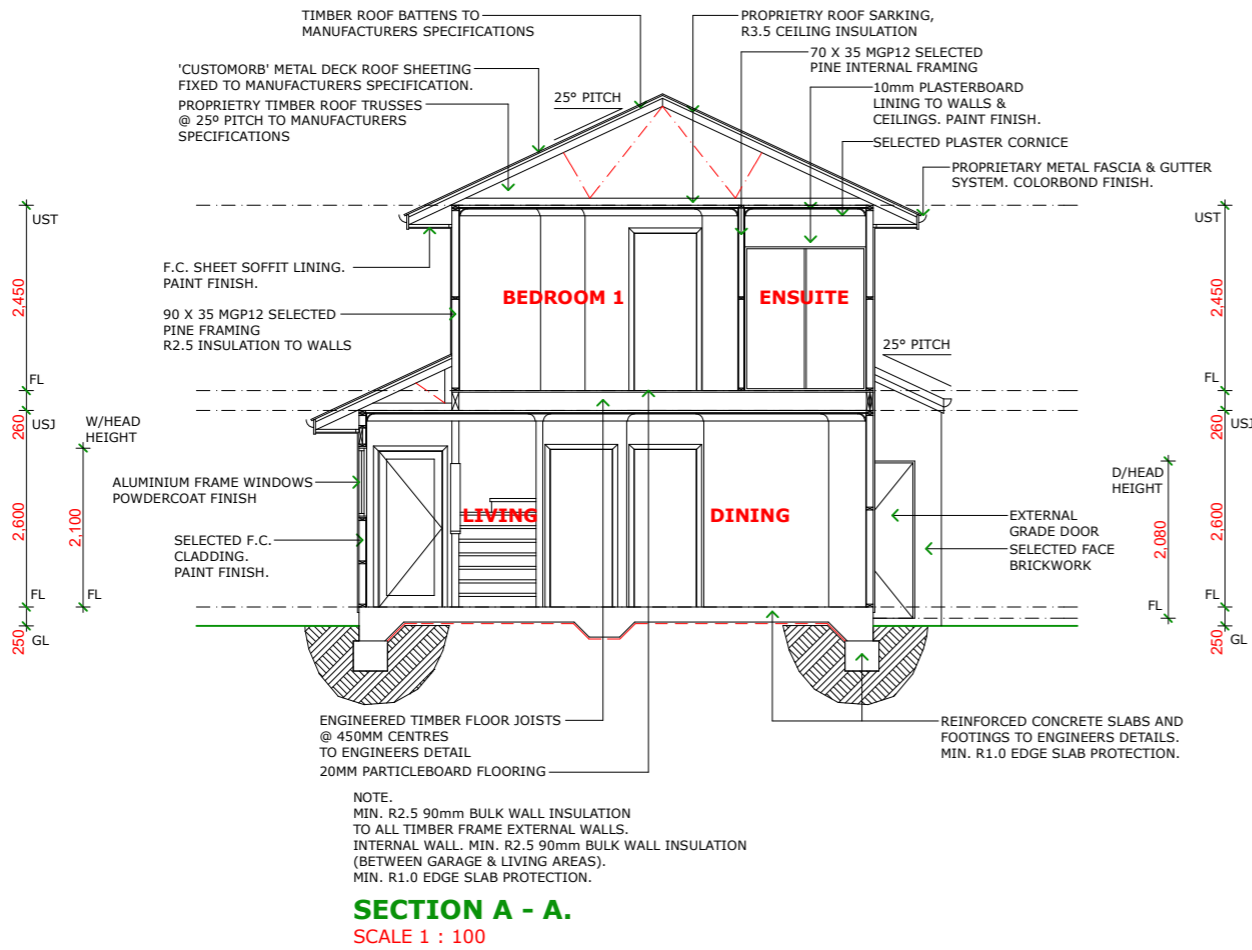 TIMBER ROOF BATTENS TO
MANUFACTURERS SPECIFICATIONS
PROPRIETRY ROOF SARKING,
R3.5 CEILING INSULATION
70 X 35 MGP12 SELECTED
PINE INTERNAL FRAMING
'CUSTOMORB' METAL DECK ROOF SHEETING
FIXED TO MANUFACTURERS SPECIFICATION.
PROPRIETRY TIMBER ROOF TRUSSES
@ 25º PITCH TO MANUFACTURERS
SPECIFICATIONS
25º PITCH
10mm PLASTERBOARD
LINING TO WALLS &
CEILINGS. PAINT FINISH.
SELECTED PLASTER CORNICE
PROPRIETARY METAL FASCIA & GUTTER
SYSTEM. COLORBOND FINISH.
UST
UST
F.C. SHEET SOFFIT LINING.
PAINT FINISH.
90 X 35 MGP12 SELECTED
PINE FRAMING
R2.5 INSULATION TO WALLS
BEDROOM 1
ENSUITE
2,450
2,450
25º PITCH
FL
FL
260
USJ
W/HEAD
HEIGHT
260
USJ
ALUMINIUM FRAME WINDOWS
POWDERCOAT FINISH
D/HEAD
HEIGHT
2,600
2,100
SELECTED F.C.
CLADDING.
PAINT FINISH.
LIVING
DINING
EXTERNAL
GRADE DOOR
SELECTED FACE
BRICKWORK
2,080
2,600
FL
FL
FL
FL
250
GL
250
GL
ENGINEERED TIMBER FLOOR JOISTS
@ 450MM CENTRES
TO ENGINEERS DETAIL
20MM PARTICLEBOARD FLOORING
REINFORCED CONCRETE SLABS AND
FOOTINGS TO ENGINEERS DETAILS.
MIN. R1.0 EDGE SLAB PROTECTION.
NOTE.
MIN. R2.5 90mm BULK WALL INSULATION
TO ALL TIMBER FRAME EXTERNAL WALLS.
INTERNAL WALL. MIN. R2.5 90mm BULK WALL INSULATION
(BETWEEN GARAGE & LIVING AREAS).
MIN. R1.0 EDGE SLAB PROTECTION.
SECTION A - A.
SCALE 1 : 100